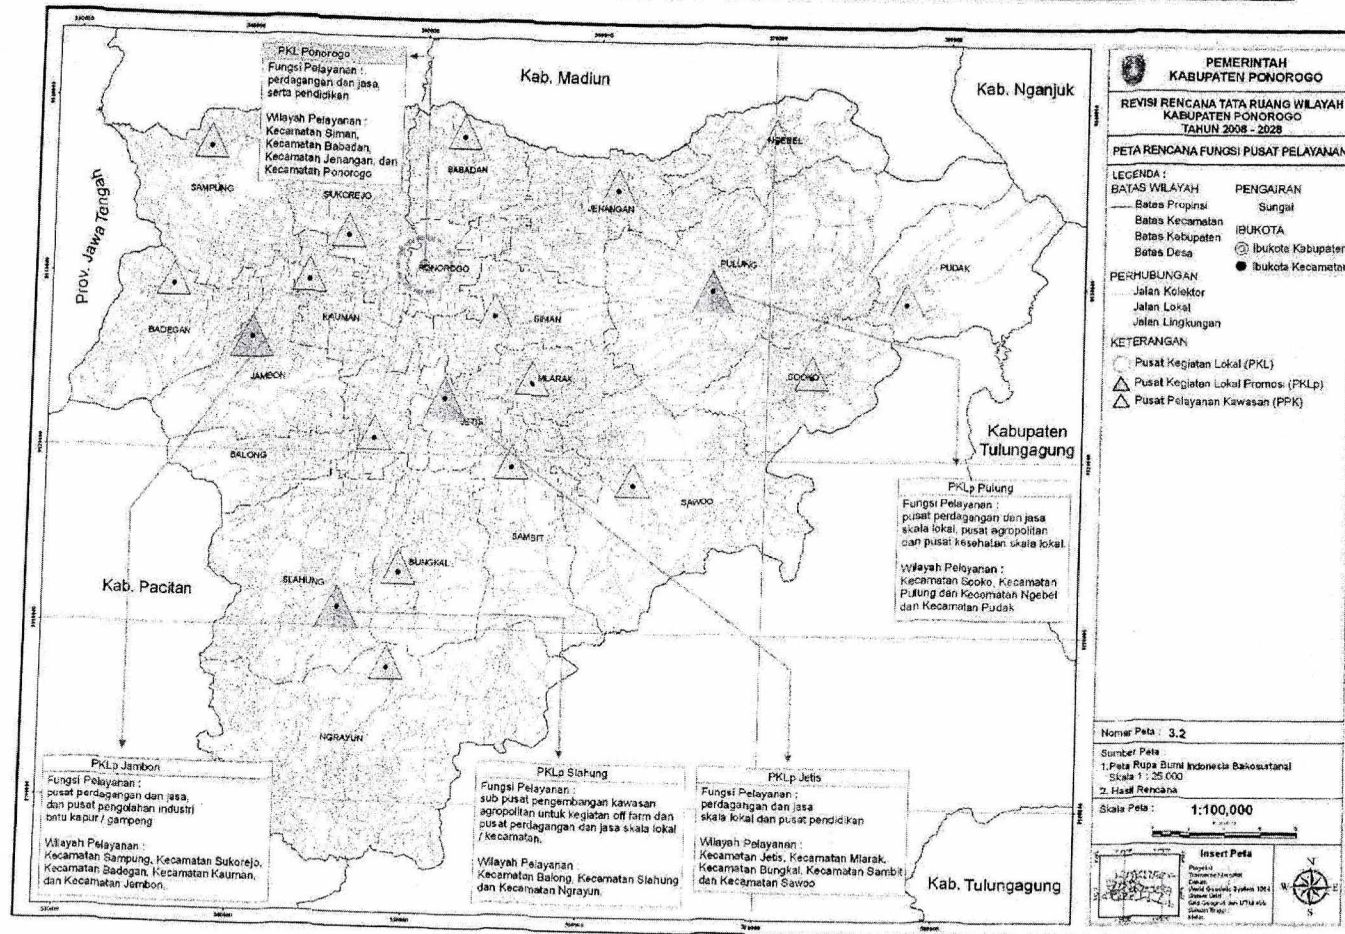 PKL Ponorogo
Fungsi Pelayanan :
perdagangan dan jasa
serta pendidikan
Wilayah Pelayanan :
Kecamatan Siman,
Kecamatan Babadan,
Kecamatan Jenangan, dan
Kecamatan Ponorogo
Kab. Madiun
Kab. Nganjuk
Prov. Jawa Tengah
SAMPUNG
SUKOREJO
BABADAN
NGEBEL
JENANGAN
PONOROGO
PULUNG
PUDAK
BADEGAN
KAUMAN
SIMAN
JAMBON
MLARAK
SOOKO
JETIS
BALONG
Kabupaten
Tulungagung
SAWOO
SAMBIT
BUNGKAL
SLAHUNG
Kab. Pacitan
NGRAYUN
PKLp Pulung
Fungsi Pelayanan :
pusat perdagangan dan jasa
skala lokal, pusat agropolitan
dan pusat kesehatan skala lokal.
Wilayah Pelayanan :
Kecamatan Sooko, Kecamatan
Pulung dan Kecamatan Ngebel
dan Kecamatan Pudak
PKLp Jambon
Fungsi Pelayanan :
pusat perdagangan dan jasa,
dan pusat pengolahan industri
batu kapur / gampeng
Wilayah Pelayanan :
Kecamatan Sampung, Kecamatan Sukorejo,
Kecamatan Badegan, Kecamatan Kauman,
dan Kecamatan Jambon.
PKLp Slahung
Fungsi Pelayanan :
sub pusat pengembangan kawasan
agropolitan untuk kegiatan off farm dan
pusat perdagangan dan jasa skala lokal
/ kecamatan.
Wilayah Pelayanan :
Kecamatan Balong, Kecamatan Slahung
dan Kecamatan Ngrayun.
PKLp Jetis
Fungsi Pelayanan :
perdagangan dan jasa
skala lokal dan pusat pendidikan
Wilayah Pelayanan :
Kecamatan Jetis, Kecamatan Mlarak,
Kecamatan Bungkal, Kecamatan Sambit
dan Kecamatan Sawoo
Kab. Tulungagung
PEMERINTAH
KABUPATEN PONOROGO
REVISI RENCANA TATA RUANG WILAYAH
KABUPATEN PONOROGO
TAHUN 2008 - 2028
PETA RENCANA FUNGSI PUSAT PELAYANAN
LEGENDA :
BATAS WILAYAH
Batas Propinsi
Batas Kecamatan
Batas Kabupaten
Batas Desa
PENGAIRAN
Sungai
IBUKOTA
Ibukota Kabupaten
Ibukota Kecamatan
PERHUBUNGAN
Jalan Kolektor
Jalan Lokal
Jalan Lingkungan
KETERANGAN
Pusat Kegiatan Lokal (PKL)
Pusat Kegiatan Lokal Promosi (PKLp)
Pusat Pelayanan Kawasan (PPK)
Nomer Peta : 3.2
Sumber Peta :
1. Peta Rupa Bumi Indonesia Bakosurtanal
Skala 1 : 25.000
2. Hasil Rencana
Skala Peta : 1:100,000
Insert Peta
N
W E
S